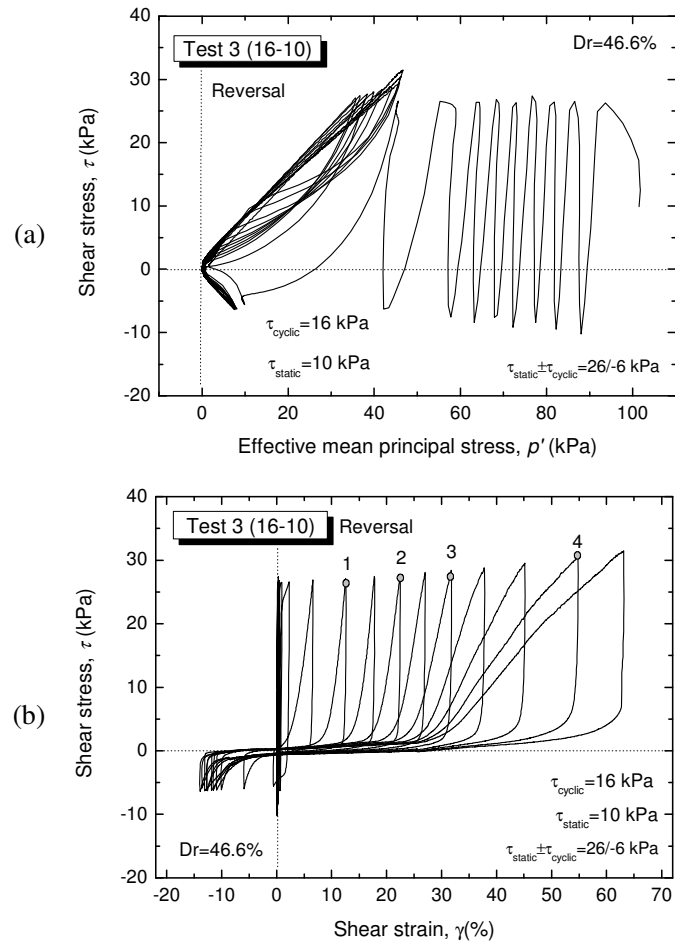 (a)
Test 3 (16-10)
Dr=46.6%
Reversal
Shear stress, τ (kPa)
40
30
20
10
0
-10
-20
τcyclic=16 kPa
τstatic=10 kPa
τstatic±τcyclic=26/-6 kPa
0 20 40 60 80 100
Effective mean principal stress, p' (kPa)
(b)
Test 3 (16-10) Reversal
1 2 3 4
Shear stress, τ (kPa)
40
30
20
10
0
-10
-20
τcyclic=16 kPa
τstatic=10 kPa
Dr=46.6%
τstatic±τcyclic=26/-6 kPa
-20 -10 0 10 20 30 40 50 60 70
Shear strain, γ(%)